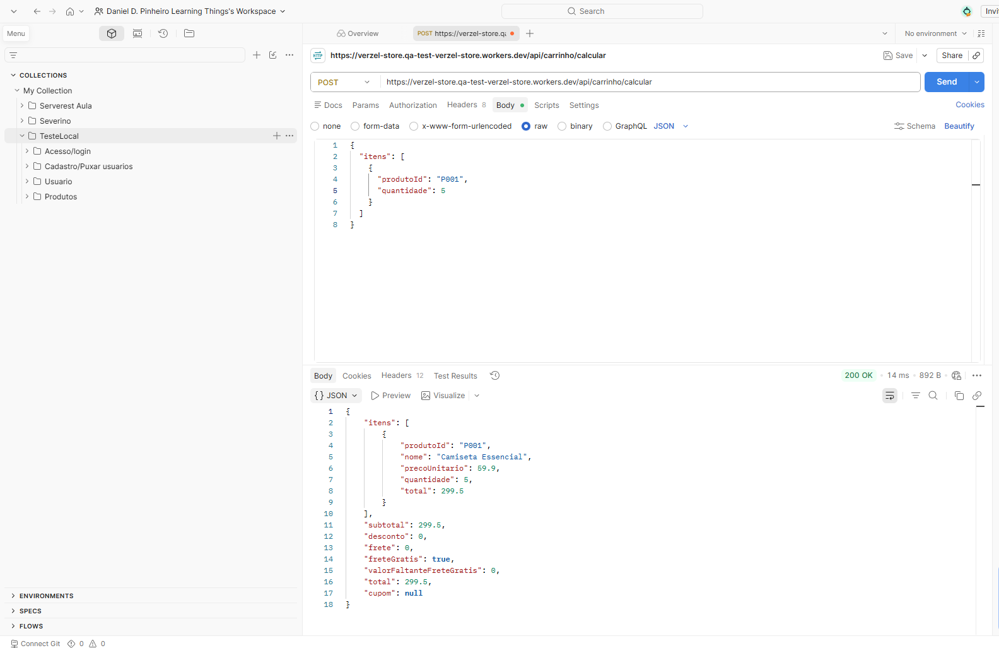 Daniel D. Pinheiro Learning Things's Workspace
Search
Invi
Menu
Overview
POST https://verzel-store.qa
No environment
https://verzel-store.qa-test-verzel-store.workers.dev/api/carrinho/calcular
Save
Share
COLLECTIONS
My Collection
Serverest Aula
Severino
TesteLocal
Acesso/login
Cadastro/Puxar usuarios
Usuario
Produtos
POST
https://verzel-store.qa-test-verzel-store.workers.dev/api/carrinho/calcular
Send
Docs Params Authorization Headers 8 Body Scripts Settings
Cookies
none form-data x-www-form-urlencoded raw binary GraphQL JSON
Schema Beautify
1 {
2 "itens": [
3 {
4 "produtoId": "P001",
5 "quantidade": 5
6 }
7 ]
8 }
Body Cookies Headers 12 Test Results
200 OK • 14 ms • 892 B
{} JSON Preview Visualize
1 {
2 "itens": [
3 {
4 "produtoId": "P001",
5 "nome": "Camiseta Essencial",
6 "precoUnitario": 59.9,
7 "quantidade": 5,
8 "total": 299.5
9 }
10 ],
11 "subtotal": 299.5,
12 "desconto": 0,
13 "frete": 0,
14 "freteGratis": true,
15 "valorFaltanteFreteGratis": 0,
16 "total": 299.5,
17 "cupom": null
18 }
ENVIRONMENTS
SPECS
FLOWS
Connect Git 0 0